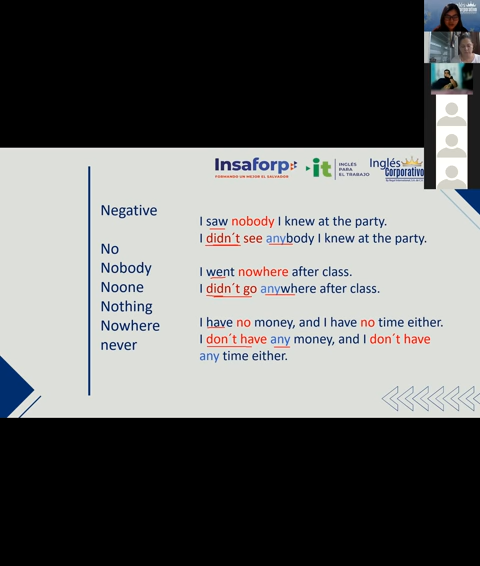 Insaforp
FORMANDO UN MEJOR EL SALVADOR
it
INGLÉS
PARA
EL TRABAJO
Inglés
Corporativo
Negative
No
Nobody
Noone
Nothing
Nowhere
never
I saw nobody I knew at the party.
I didn´t see anybody I knew at the party.
I went nowhere after class.
I didn´t go anywhere after class.
I have no money, and I have no time either.
I don´t have any money, and I don´t have
any time either.